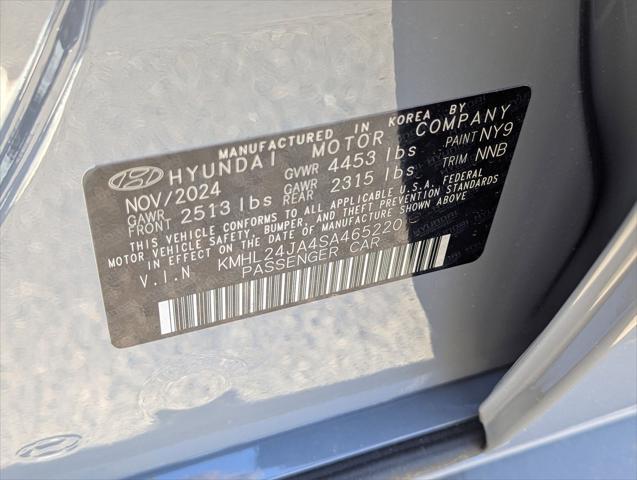 MANUFACTURED IN KOREA BY
HYUNDAI MOTOR COMPANY
NOV/2024 GVWR 4453 lbs PAINT NY9
GAWR FRONT 2513 lbs GAWR REAR 2315 lbs TRIM NNB
THIS VEHICLE CONFORMS TO ALL APPLICABLE U.S.A. FEDERAL
MOTOR VEHICLE SAFETY, BUMPER, AND THEFT PREVENTION STANDARDS
IN EFFECT ON THE DATE OF MANUFACTURE SHOWN ABOVE
V.I.N KMHL24JA4SA465220
PASSENGER CAR